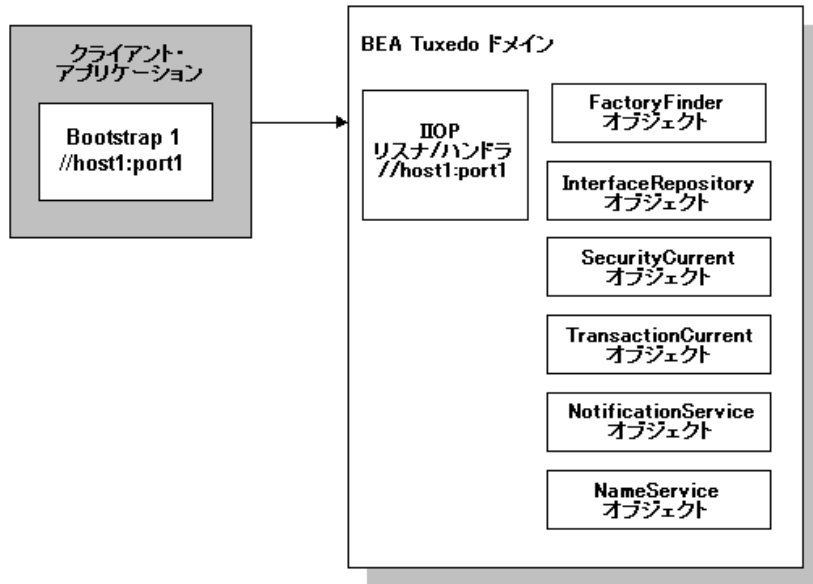 クライアント・
アプリケーション
Bootstrap 1
//host1:port1
BEA Tuxedo ドメイン
IIOP
リスナ/ハンドラ
//host1:port1
FactoryFinder
オブジェクト
InterfaceRepository
オブジェクト
SecurityCurrent
オブジェクト
TransactionCurrent
オブジェクト
NotificationService
オブジェクト
NameService
オブジェクト